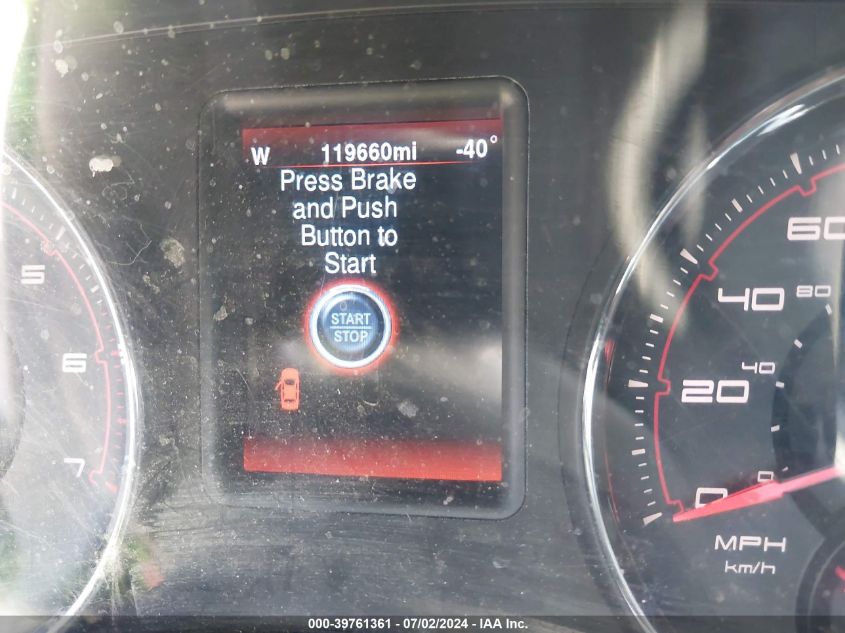 W 119660mi -40°
Press Brake
and Push
Button to
Start
START
STOP
5
6
7
60
80
40
40
20
0
0
MPH
km/h
000-39761361 - 07/02/2024 - IAA Inc.